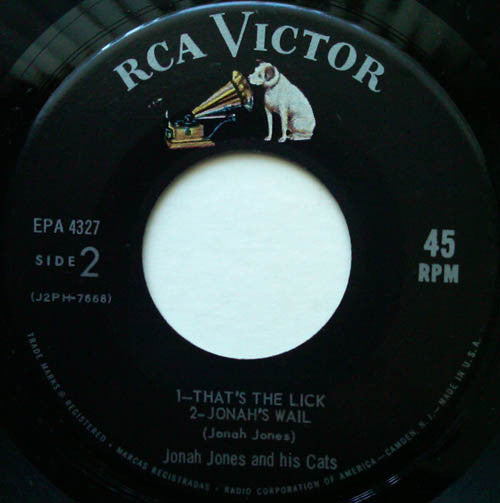 RCA VICTOR
EPA 4327
SIDE 2
(J2PH-7668)
45
RPM
1—THAT'S THE LICK
2—JONAH'S WAIL
(Jonah Jones)
Jonah Jones and his Cats
TRADE MARKS ® REGISTERED • MARCAS REGISTRADAS • RADIO CORPORATION OF AMERICA—CAMDEN, N. J.—MADE IN U.S.A.